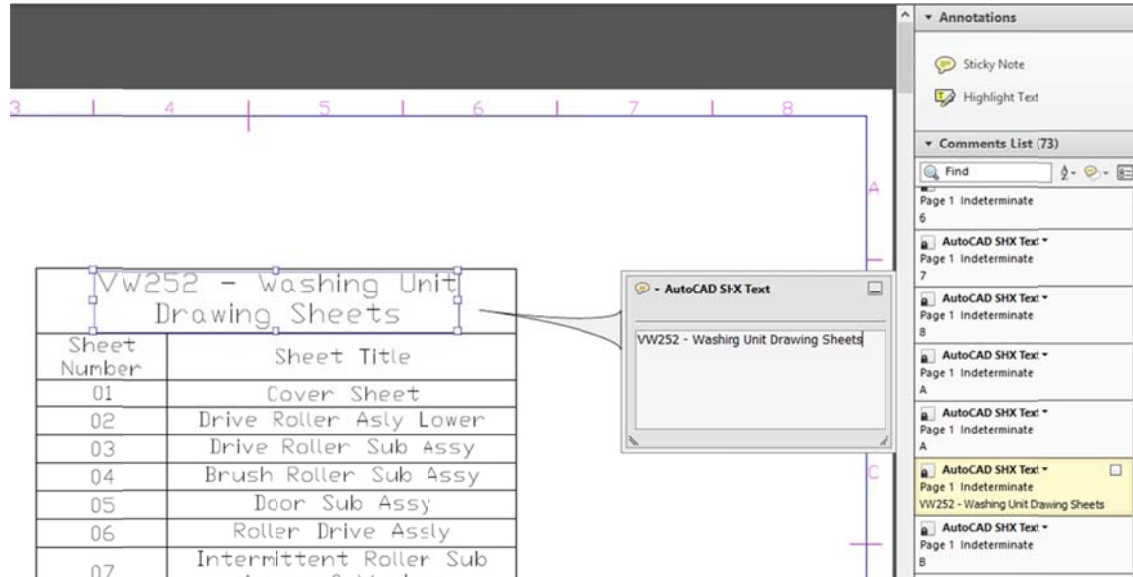 3 4 5 6 7 8
A
VW252 - Washing Unit
Drawing Sheets
Sheet Number Sheet Title
01 Cover Sheet
02 Drive Roller Asly Lower
03 Drive Roller Sub Assy
04 Brush Roller Sub Assy
05 Door Sub Assy
06 Roller Drive Assly
07 Intermittent Roller Sub
C
- AutoCAD SHX Text
VW252 - Washing Unit Drawing Sheets
Annotations
Sticky Note
Highlight Text
Comments List (73)
Find
Page 1 Indeterminate
6
AutoCAD SHX Text
Page 1 Indeterminate
7
AutoCAD SHX Text
Page 1 Indeterminate
8
AutoCAD SHX Text
Page 1 Indeterminate
A
AutoCAD SHX Text
Page 1 Indeterminate
A
AutoCAD SHX Text
Page 1 Indeterminate
VW252 - Washing Unit Drawing Sheets
AutoCAD SHX Text
Page 1 Indeterminate
B